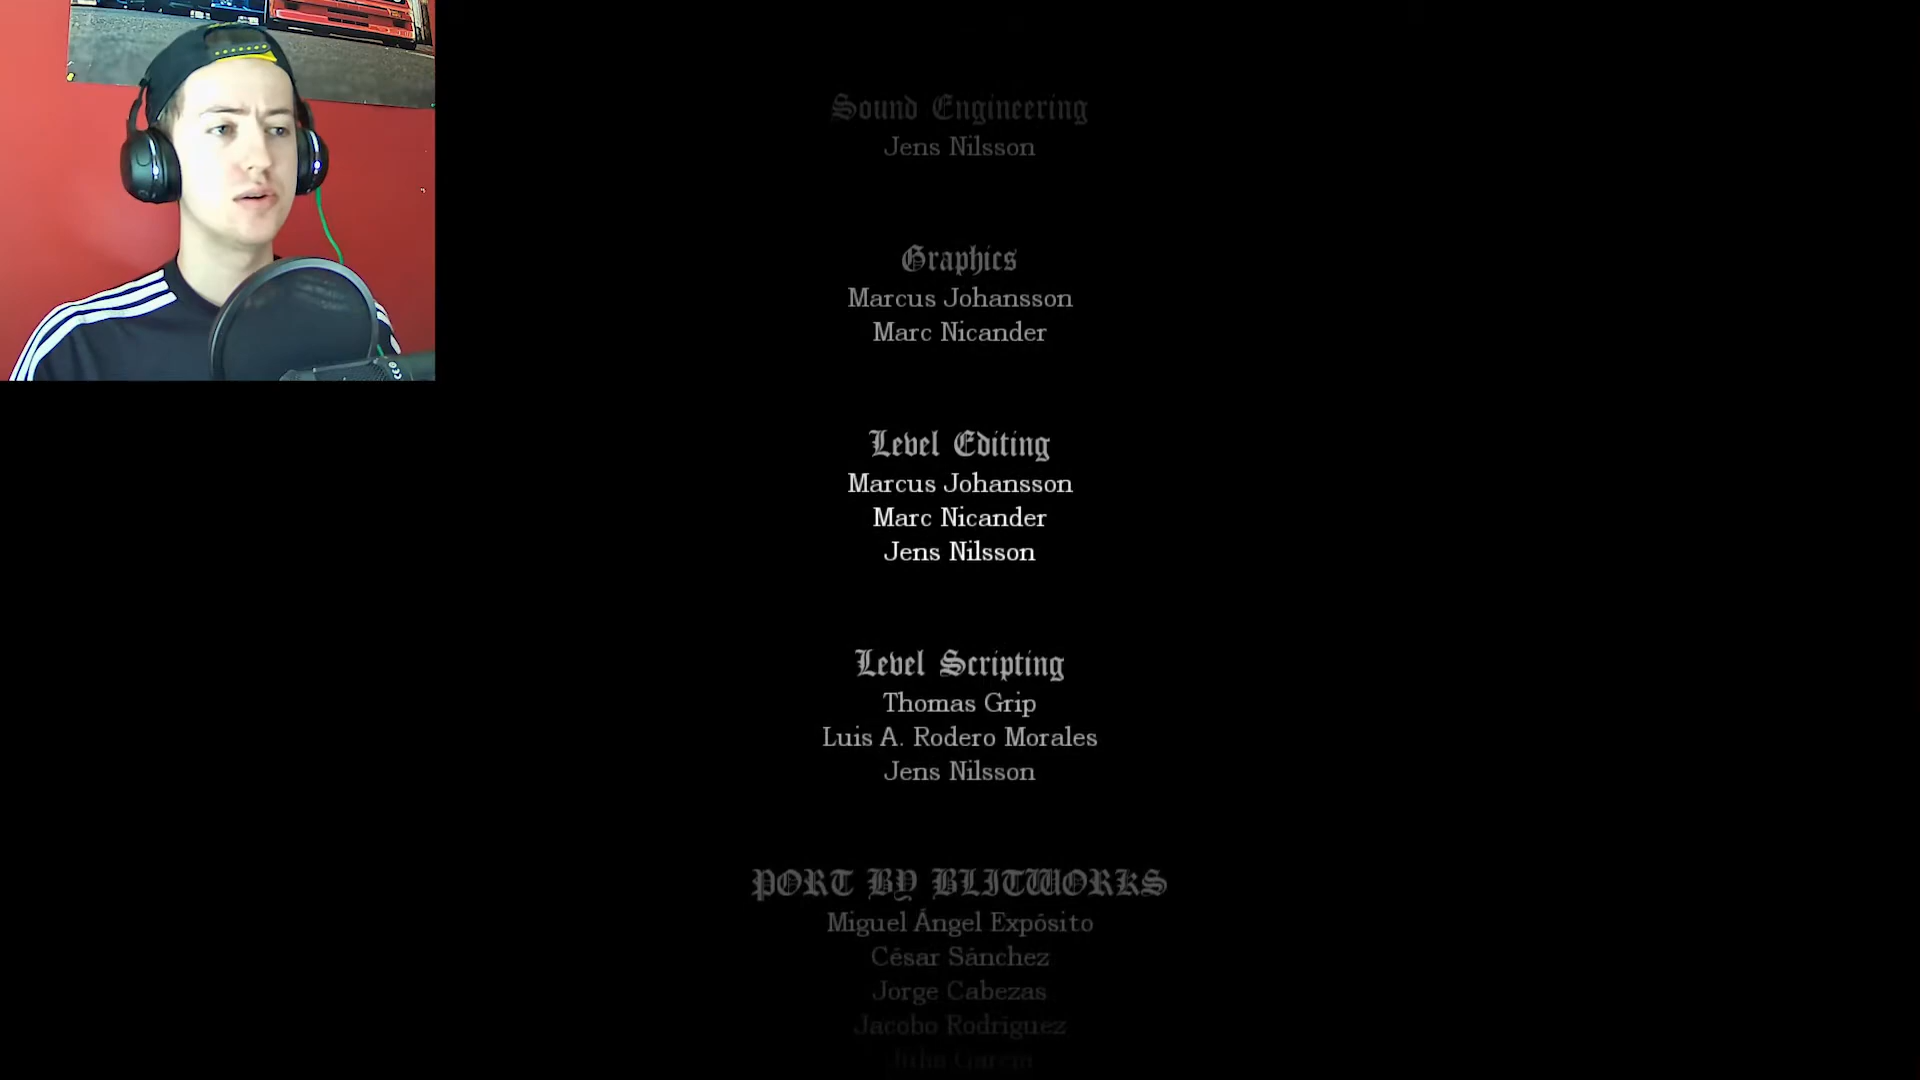 Sound Engineering
Jens Nilsson
Graphics
Marcus Johansson
Marc Nicander
Level Editing
Marcus Johansson
Marc Nicander
Jens Nilsson
Level Scripting
Thomas Grip
Luis A. Rodero Morales
Jens Nilsson
PORT BY BLITWORKS
Miguel Ángel Expósito
César Sánchez
Jorge Cabezas
Jacobo Rodríguez